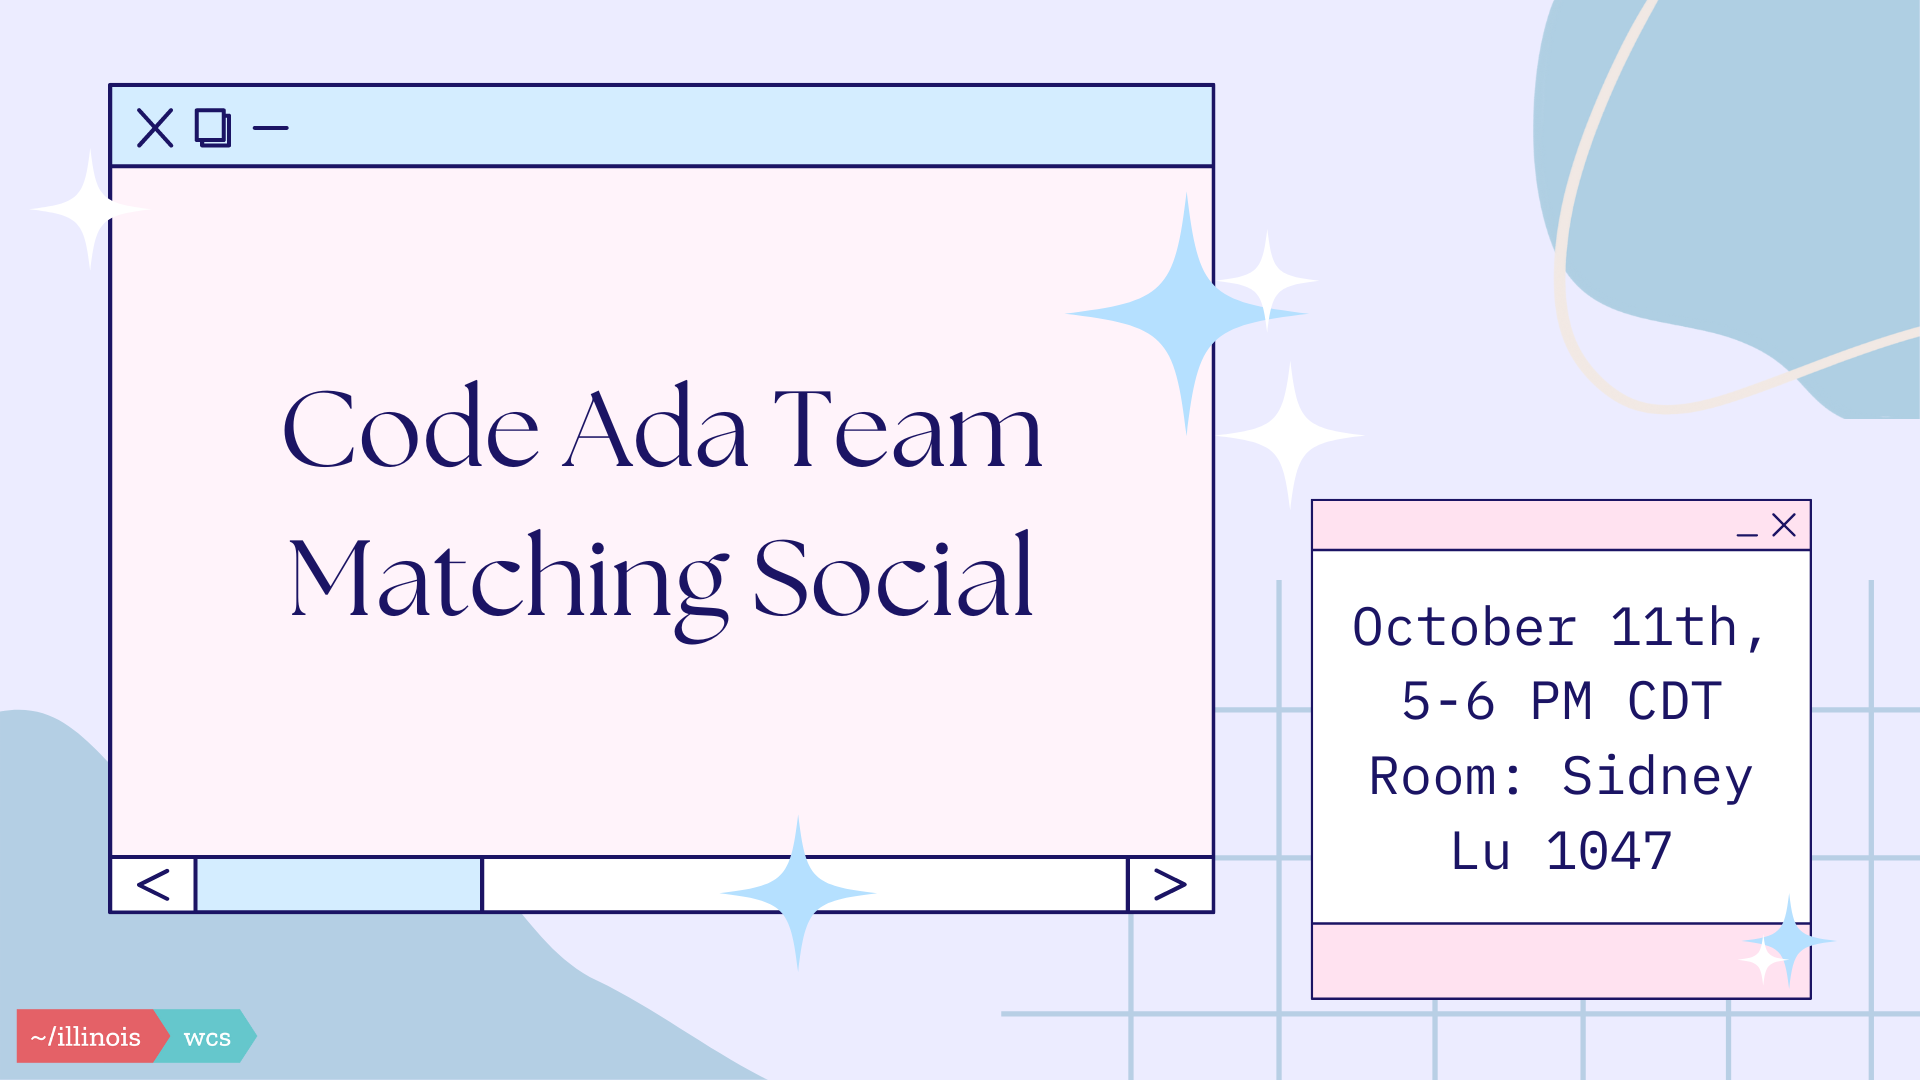 Code Ada Team
Matching Social
October 11th,
5-6 PM CDT
Room: Sidney
Lu 1047
~/illinois wcs